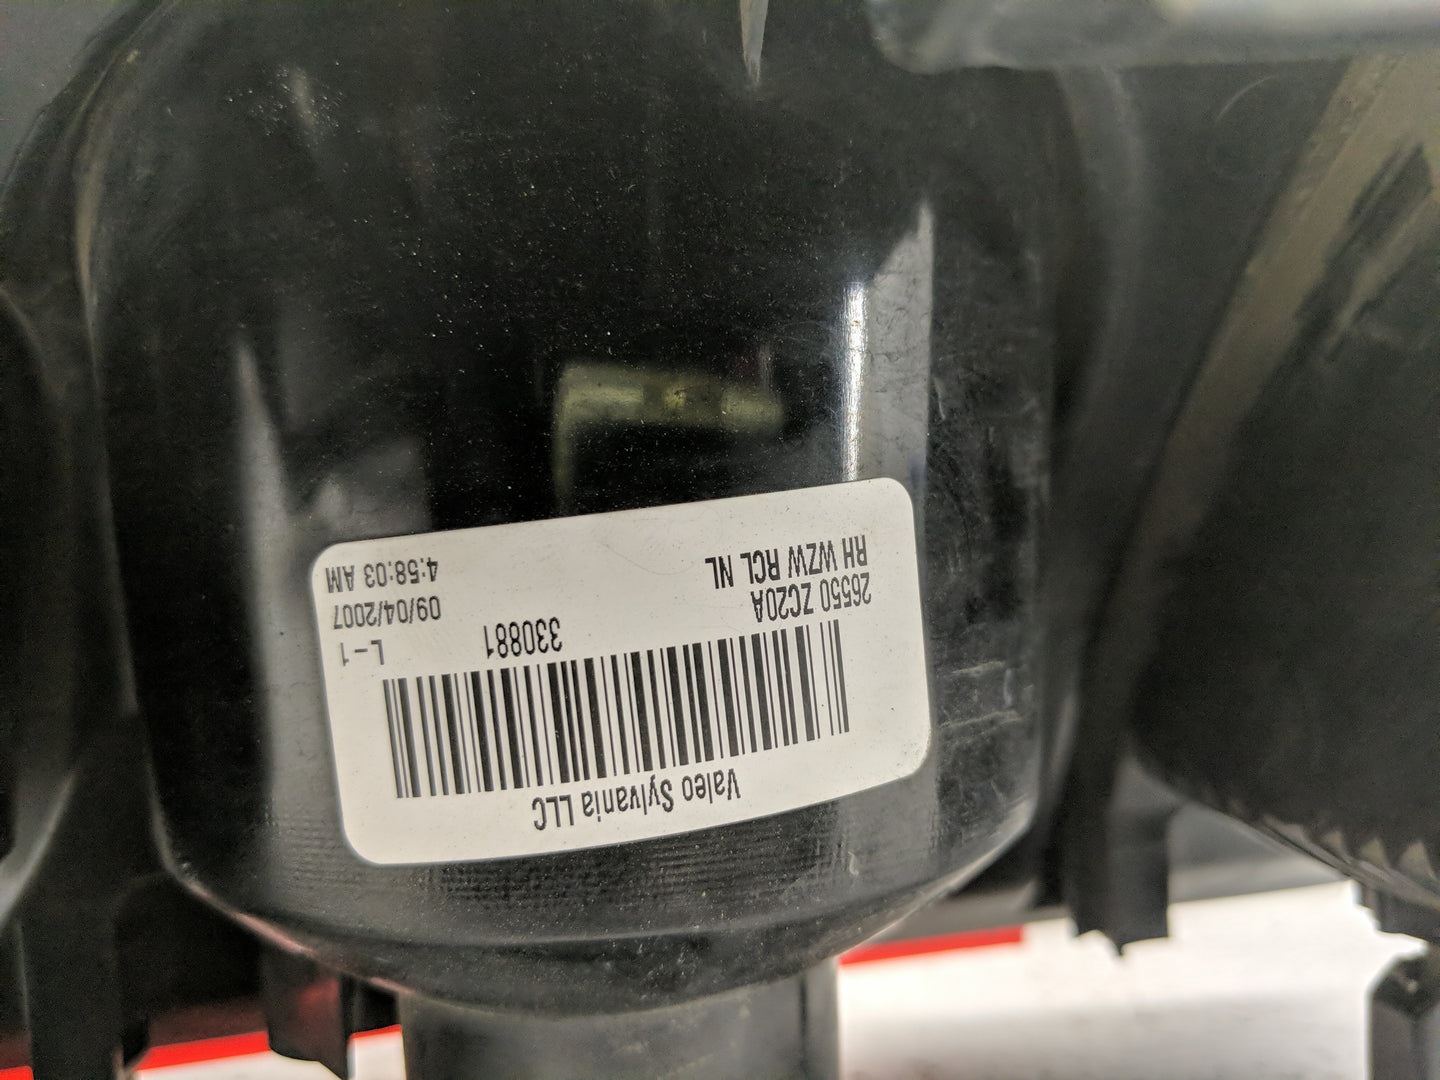 Valeo Sylvania LLC
330881 L-1
26550 ZC20A 09/04/2007
RH WZW RCL NL 4:58:03 AM